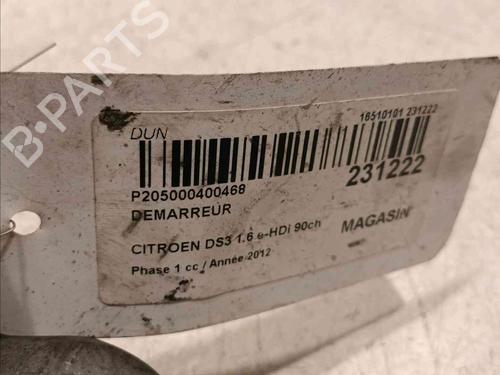 B-PARTS
DUN
18510101 231222
P205000400468
231222
DEMARREUR
CITROEN DS3 1.6 e-HDi 90ch
MAGASIN
Phase 1 cc / Année 2012